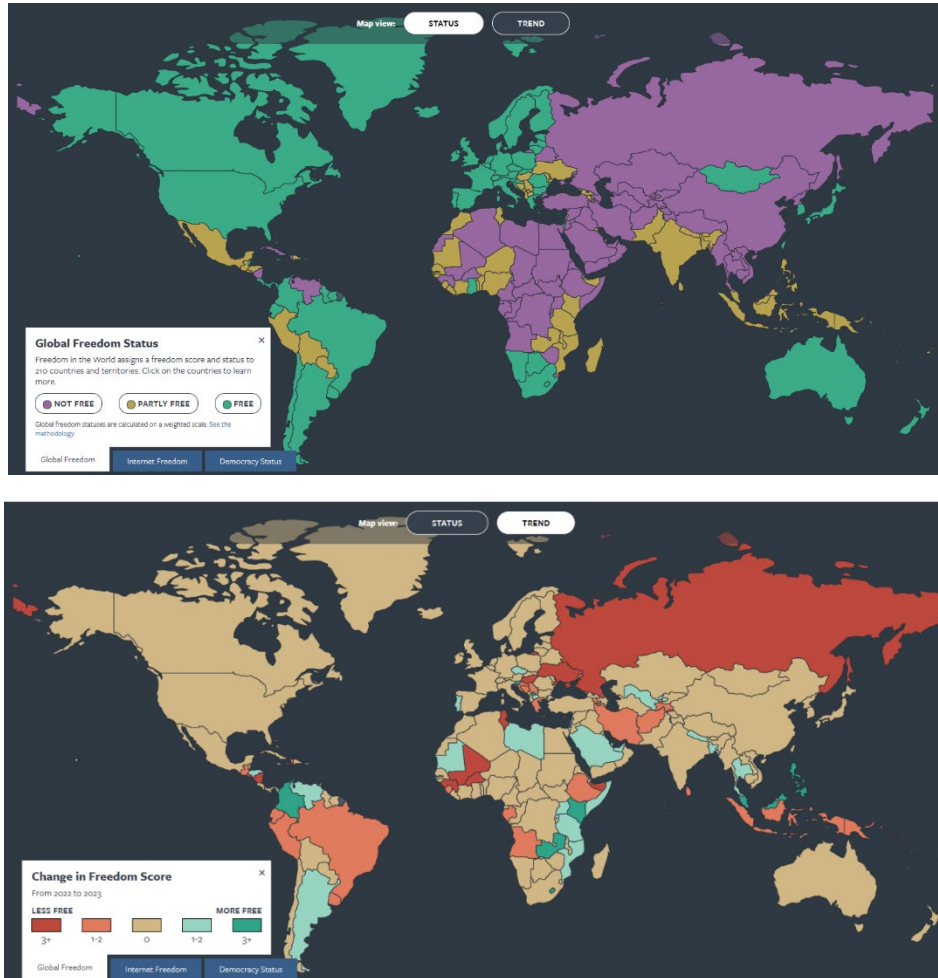 Map view: STATUS TREND
Global Freedom Status ×
Freedom in the World assigns a freedom score and status to
210 countries and territories. Click on the countries to learn
more.
NOT FREE PARTLY FREE FREE
Global freedom statuses are calculated on a weighted scale. See the
methodology.
Global Freedom Internet Freedom Democracy Status
Map view: STATUS TREND
Change in Freedom Score ×
From 2022 to 2023
LESS FREE MORE FREE
3+ 1-2 0 1-2 3+
Global Freedom Internet Freedom Democracy Status